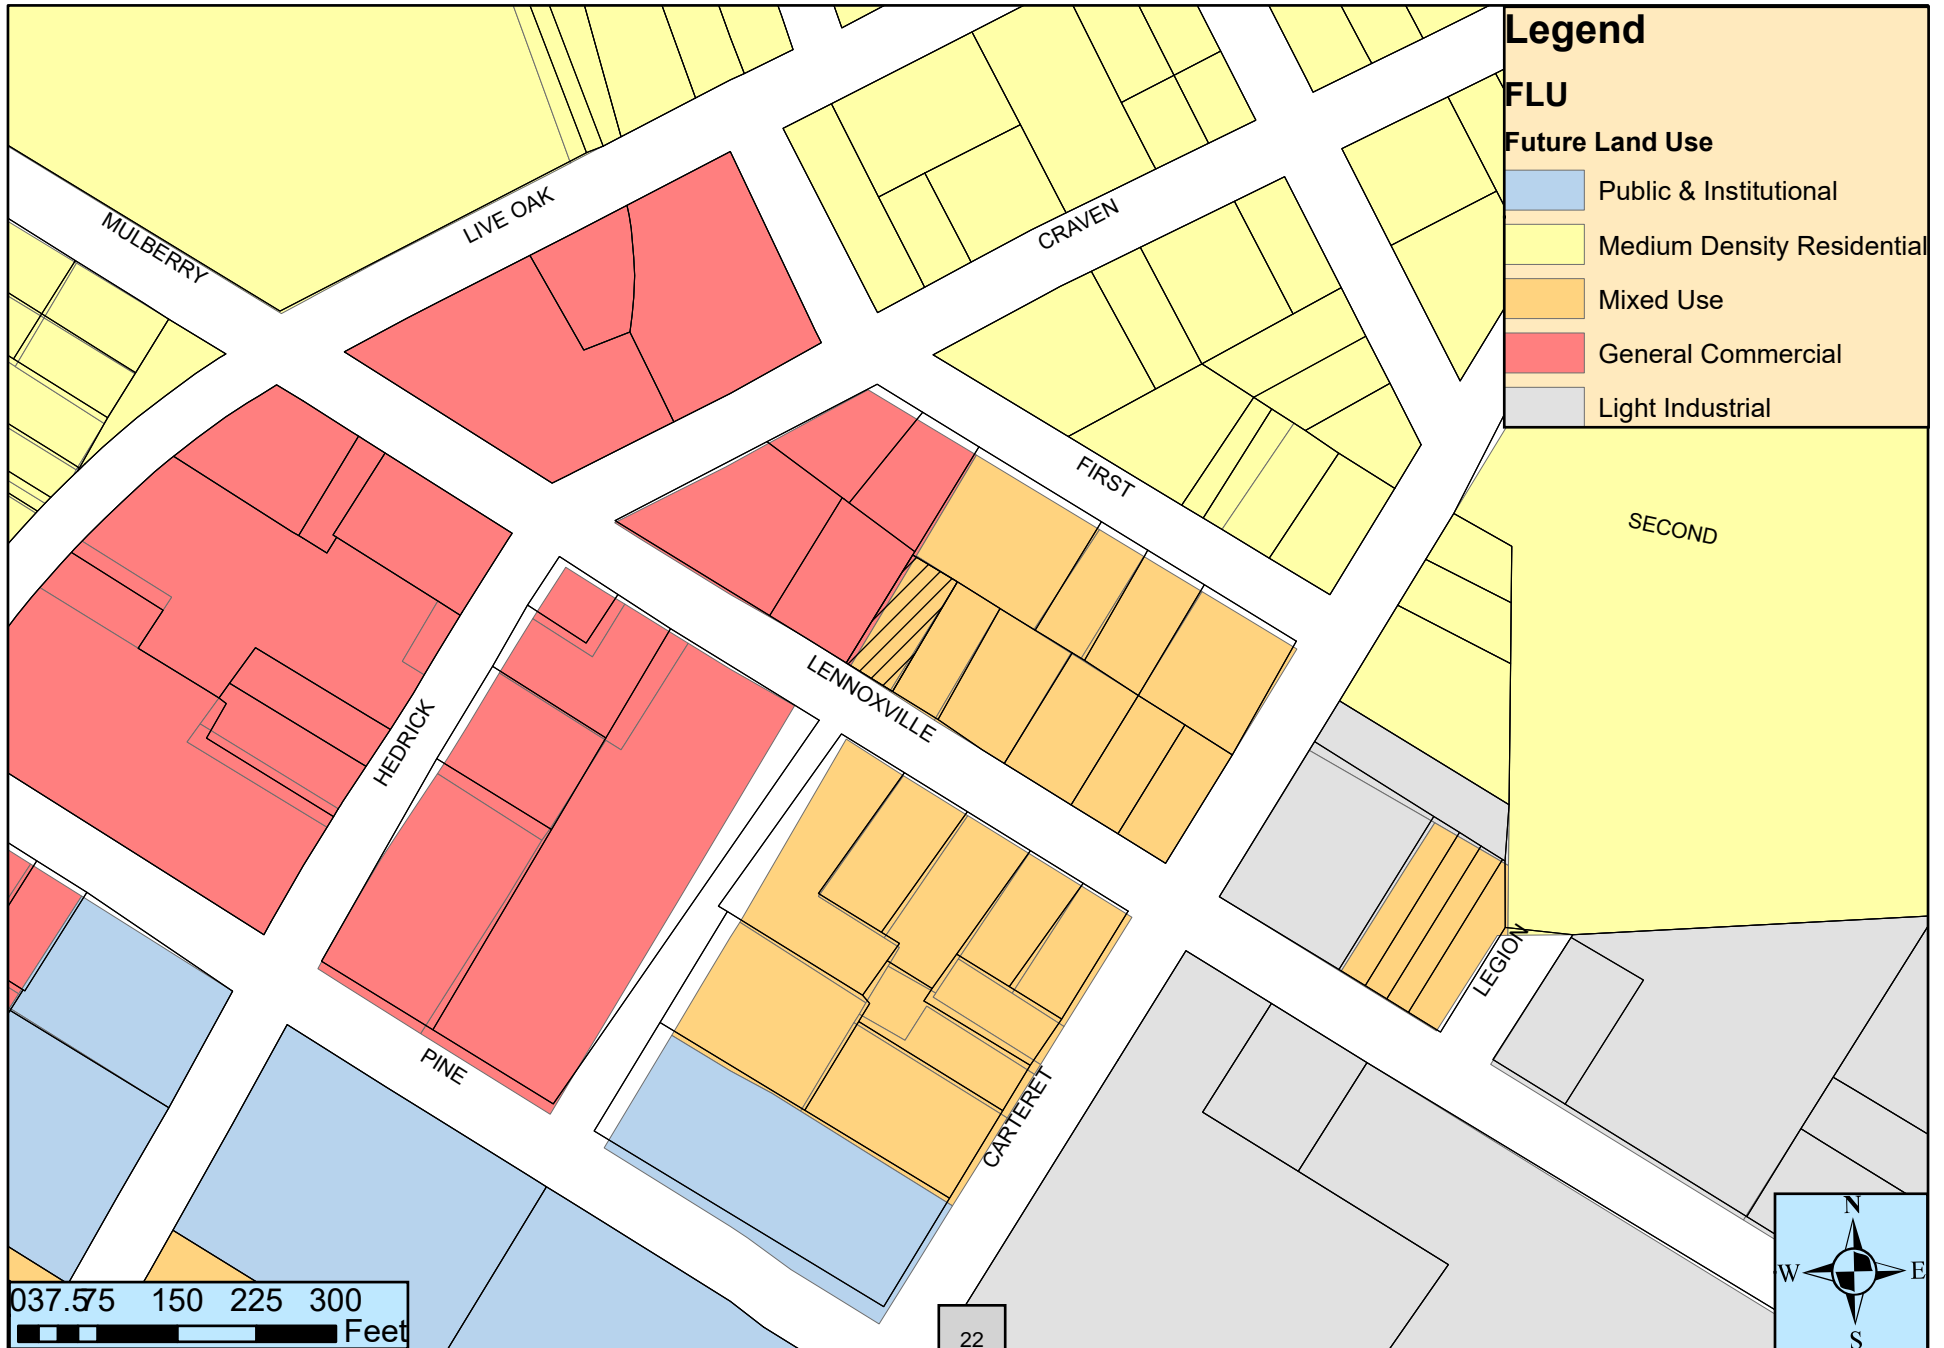 Legend
FLU
Future Land Use
Public & Institutional
Medium Density Residential
Mixed Use
General Commercial
Light Industrial
MULBERRY
LIVE OAK
CRAVEN
FIRST
SECOND
LENNOXVILLE
HEDRICK
LEGION
PINE
CARTERET
037.575 150 225 300
Feet
22
N
W E
S